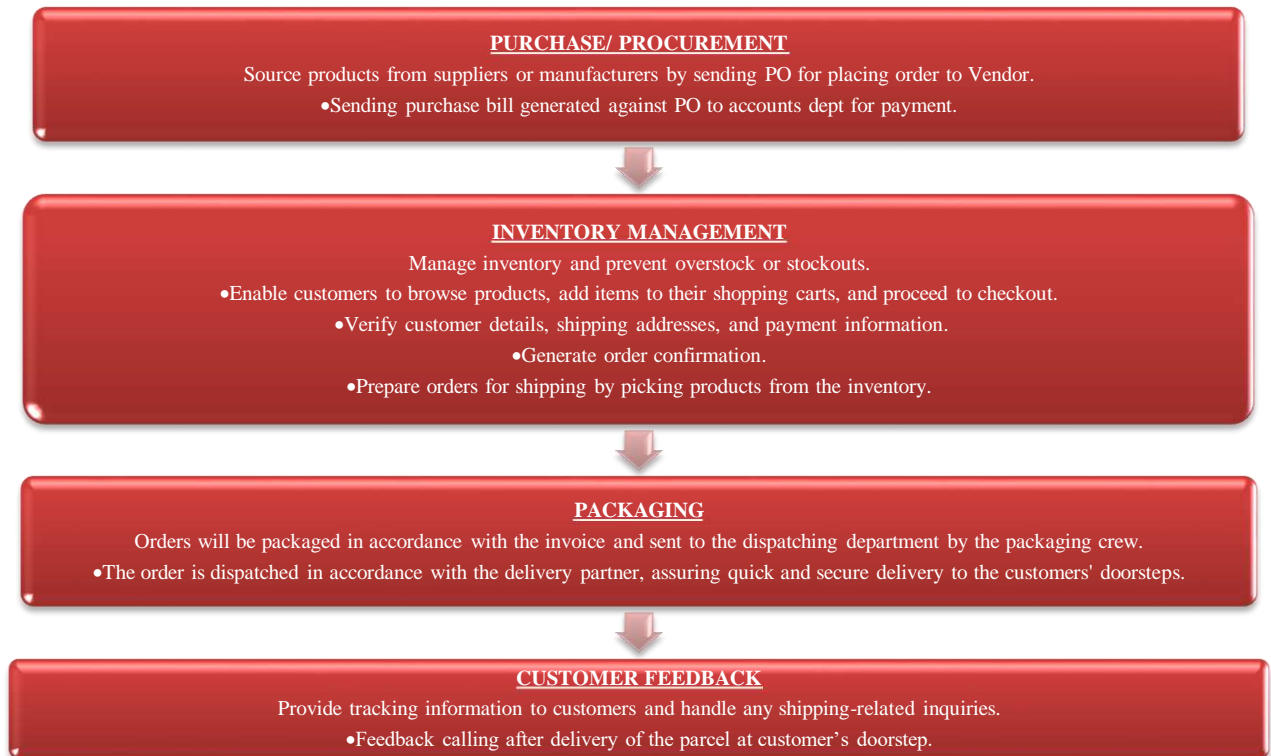 PURCHASE/ PROCUREMENT
Source products from suppliers or manufacturers by sending PO for placing order to Vendor.
•Sending purchase bill generated against PO to accounts dept for payment.
INVENTORY MANAGEMENT
Manage inventory and prevent overstock or stockouts.
•Enable customers to browse products, add items to their shopping carts, and proceed to checkout.
•Verify customer details, shipping addresses, and payment information.
•Generate order confirmation.
•Prepare orders for shipping by picking products from the inventory.
PACKAGING
Orders will be packaged in accordance with the invoice and sent to the dispatching department by the packaging crew.
•The order is dispatched in accordance with the delivery partner, assuring quick and secure delivery to the customers' doorsteps.
CUSTOMER FEEDBACK
Provide tracking information to customers and handle any shipping-related inquiries.
•Feedback calling after delivery of the parcel at customer’s doorstep.